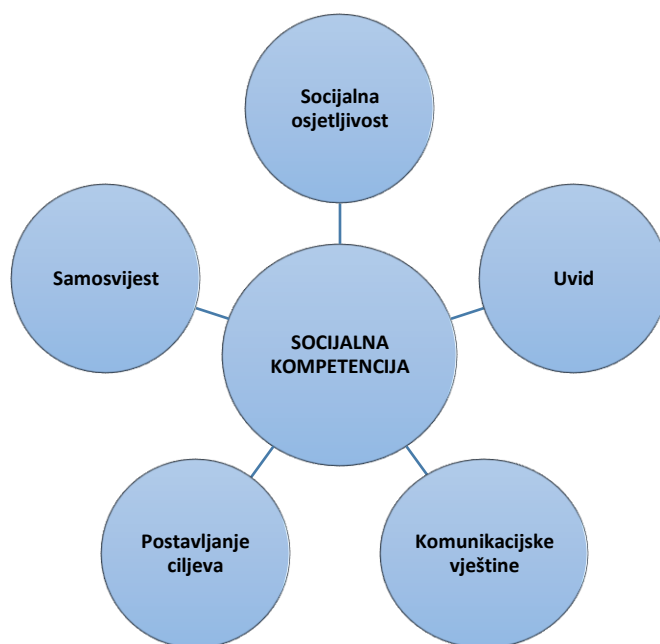 Socijalna
osjetljivost
Samosvijest
Uvid
SOCIJALNA
KOMPETENCIJA
Postavljanje
ciljeva
Komunikacijske
vještine